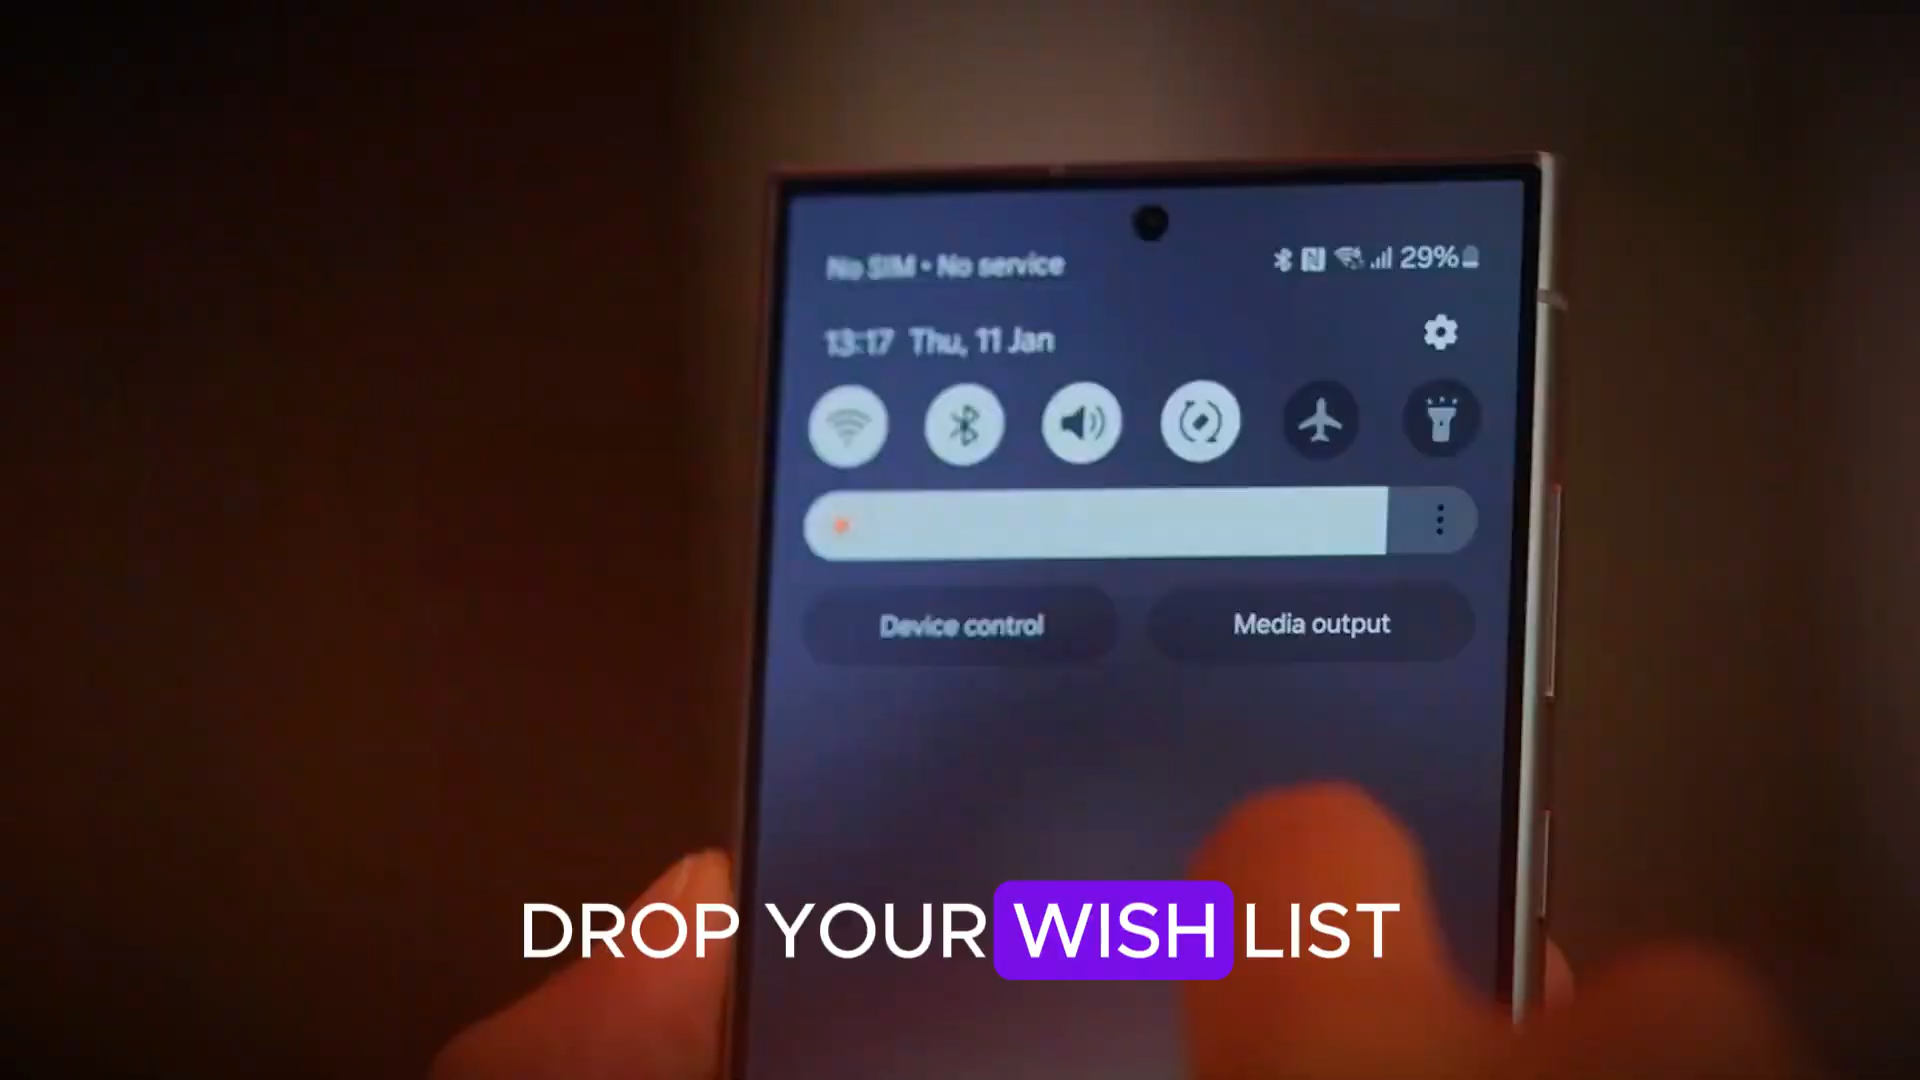 No SIM • No service
29%
13:17 Thu, 11 Jan
Device control
Media output
DROP YOUR WISH LIST